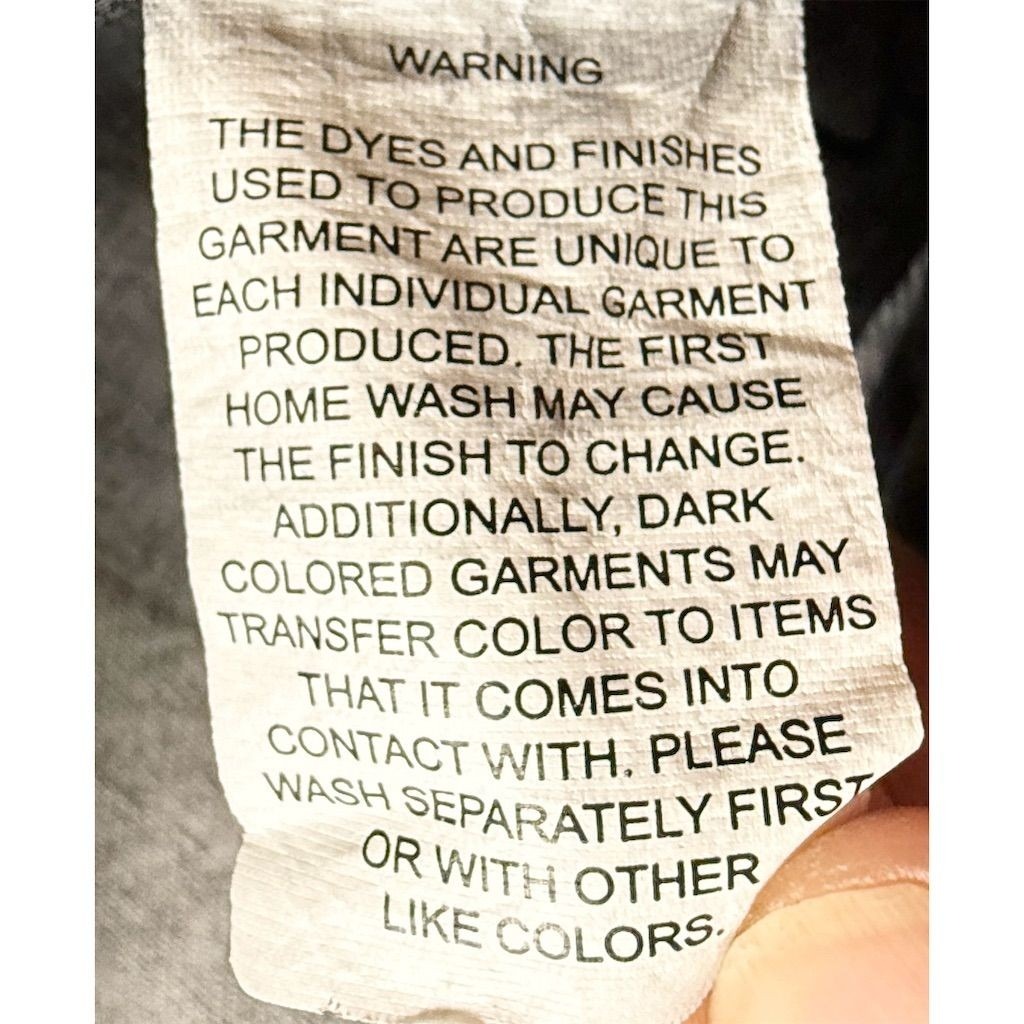 WARNING
THE DYES AND FINISHES
USED TO PRODUCE THIS
GARMENT ARE UNIQUE TO
EACH INDIVIDUAL GARMENT
PRODUCED. THE FIRST
HOME WASH MAY CAUSE
THE FINISH TO CHANGE.
ADDITIONALLY, DARK
COLORED GARMENTS MAY
TRANSFER COLOR TO ITEMS
THAT IT COMES INTO
CONTACT WITH. PLEASE
WASH SEPARATELY FIRST
OR WITH OTHER
LIKE COLORS.